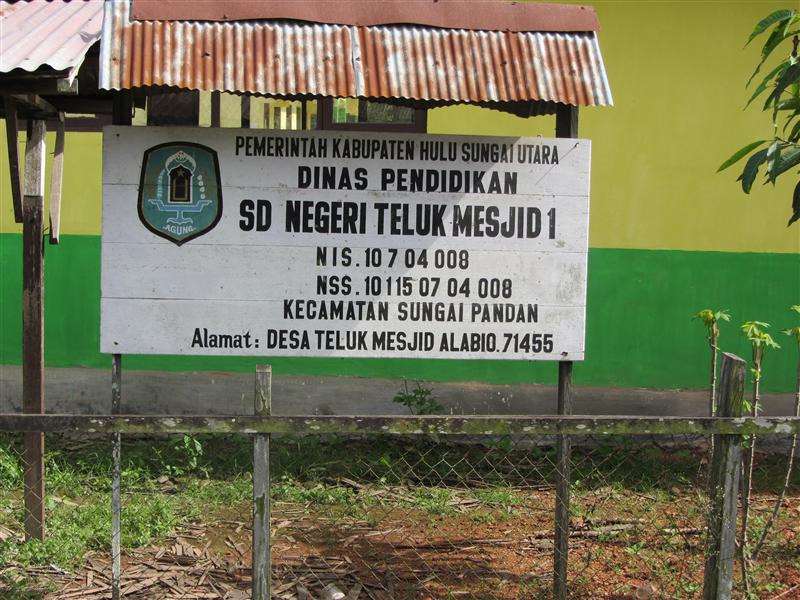 PEMERINTAH KABUPATEN HULU SUNGAI UTARA
DINAS PENDIDIKAN
SD NEGERI TELUK MESJID 1
NIS. 10 7 04 008
NSS. 10 115 07 04 008
KECAMATAN SUNGAI PANDAN
Alamat : DESA TELUK MESJID ALABIO. 71455
AGUNG